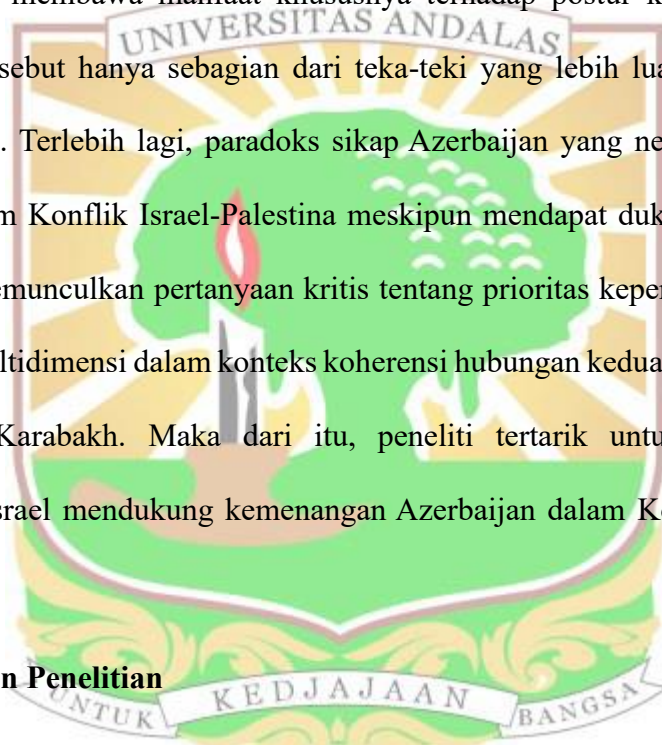 membawa manfaat khususnya terhadap postur k
UNIVERSITAS ANDALAS
sebut hanya sebagian dari teka-teki yang lebih lua
. Terlebih lagi, paradoks sikap Azerbaijan yang ne
m Konflik Israel-Palestina meskipun mendapat duk
emunculkan pertanyaan kritis tentang prioritas keper
ltidimensi dalam konteks koherensi hubungan kedua
Karabakh. Maka dari itu, peneliti tertarik untu
srael mendukung kemenangan Azerbaijan dalam K
n Penelitian
UNTUK KEDJAJAAN BANGSA